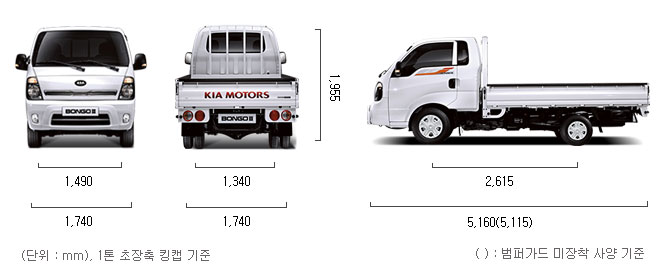 KIA
BONGO III
KIA MOTORS
BONGO III
1,955
1,490
1,340
2,615
1,740
1,740
5,160(5,115)
(단위 : mm), 1톤 초장축 킹캡 기준
( ) : 범퍼가드 미장착 사양 기준